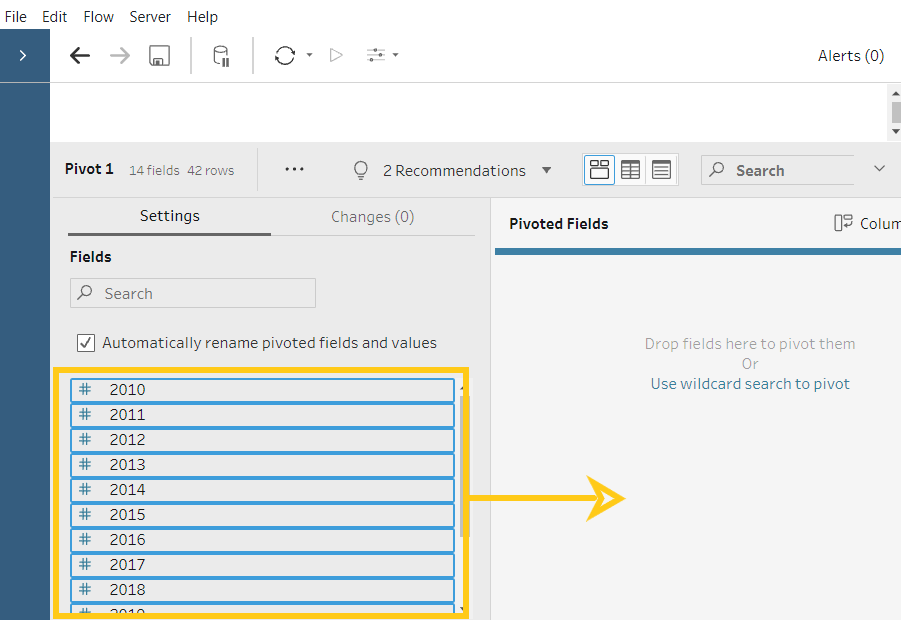 File Edit Flow Server Help
Alerts (0)
Pivot 1 14 fields 42 rows ··· 2 Recommendations Search
Settings Changes (0)
Pivoted Fields Colum
Fields
Search
Automatically rename pivoted fields and values
Drop fields here to pivot them
Or
Use wildcard search to pivot
# 2010
# 2011
# 2012
# 2013
# 2014
# 2015
# 2016
# 2017
# 2018
# 2019